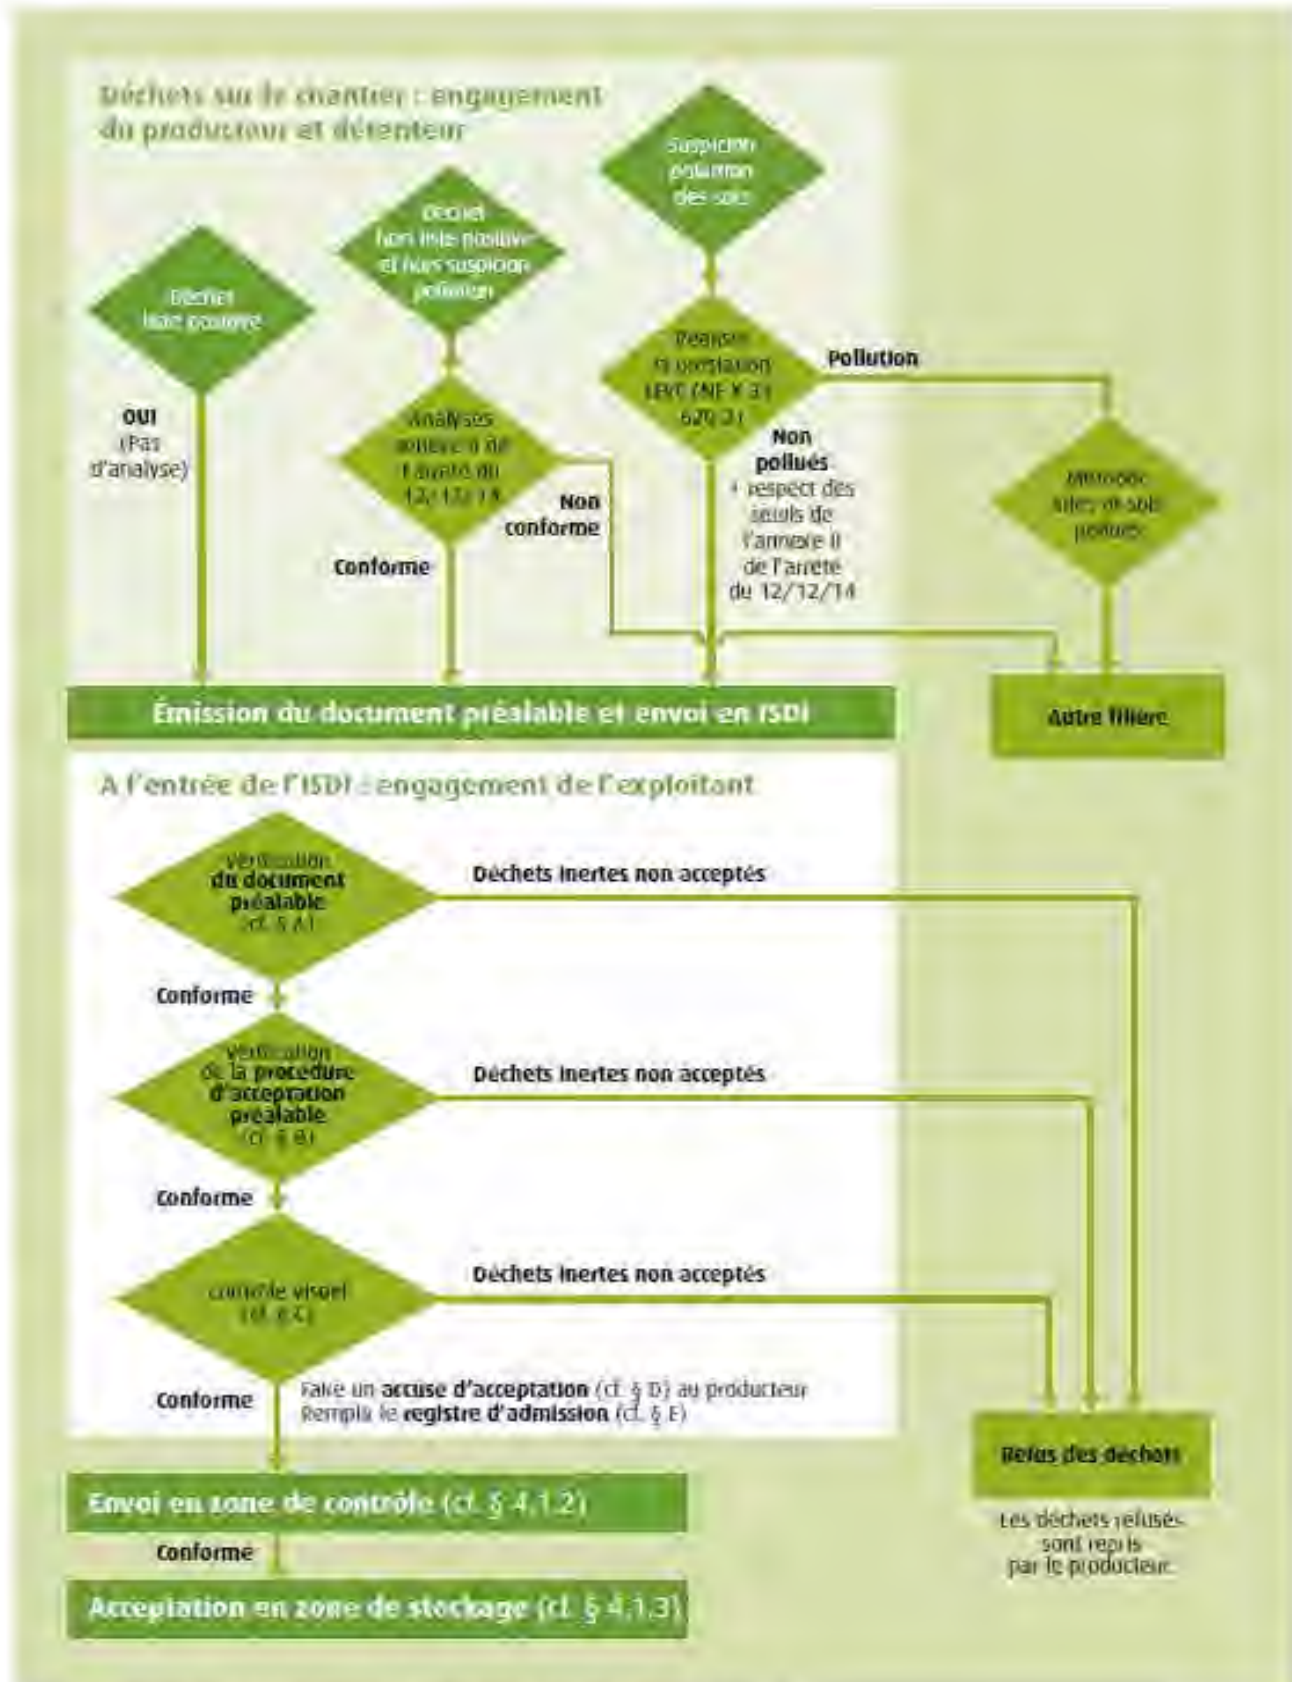 Déchets sur le chantier : engagement
du producteur et détenteur
Suspicion
pollution
des sols
Déchet
hors liste positive
et hors suspicion
pollution
Déchet
liste positive
OUI
(Pas
d'analyse)
Analyses
annexe II de
l'arrêté du
12/12/14
Conforme
Non
conforme
Réaliser
la prestation
LEVE (NF X 31
620-2)
Pollution
Non
pollués
+ respect des
seuils de
l'annexe II
de l'arrêté
du 12/12/14
sites et sols
pollués
Émission du document préalable et envoi en ISDI
Autre filière
A l'entrée de l'ISDI : engagement de l'exploitant
Vérification
du document
préalable
(cf. § A)
Déchets inertes non acceptés
Conforme
Vérification
de la procédure
d'acceptation
préalable
(cf. § B)
Déchets inertes non acceptés
Conforme
Contrôle visuel
(cf. § C)
Déchets inertes non acceptés
Conforme
Faire un accusé d'acceptation (cf. § D) au producteur
Remplir le registre d'admission (cf. § E)
Refus des déchets
Les déchets refusés
sont repris
par le producteur.
Envoi en zone de contrôle (cf. § 4.1.2)
Conforme
Acceptation en zone de stockage (cf. § 4.1.3)